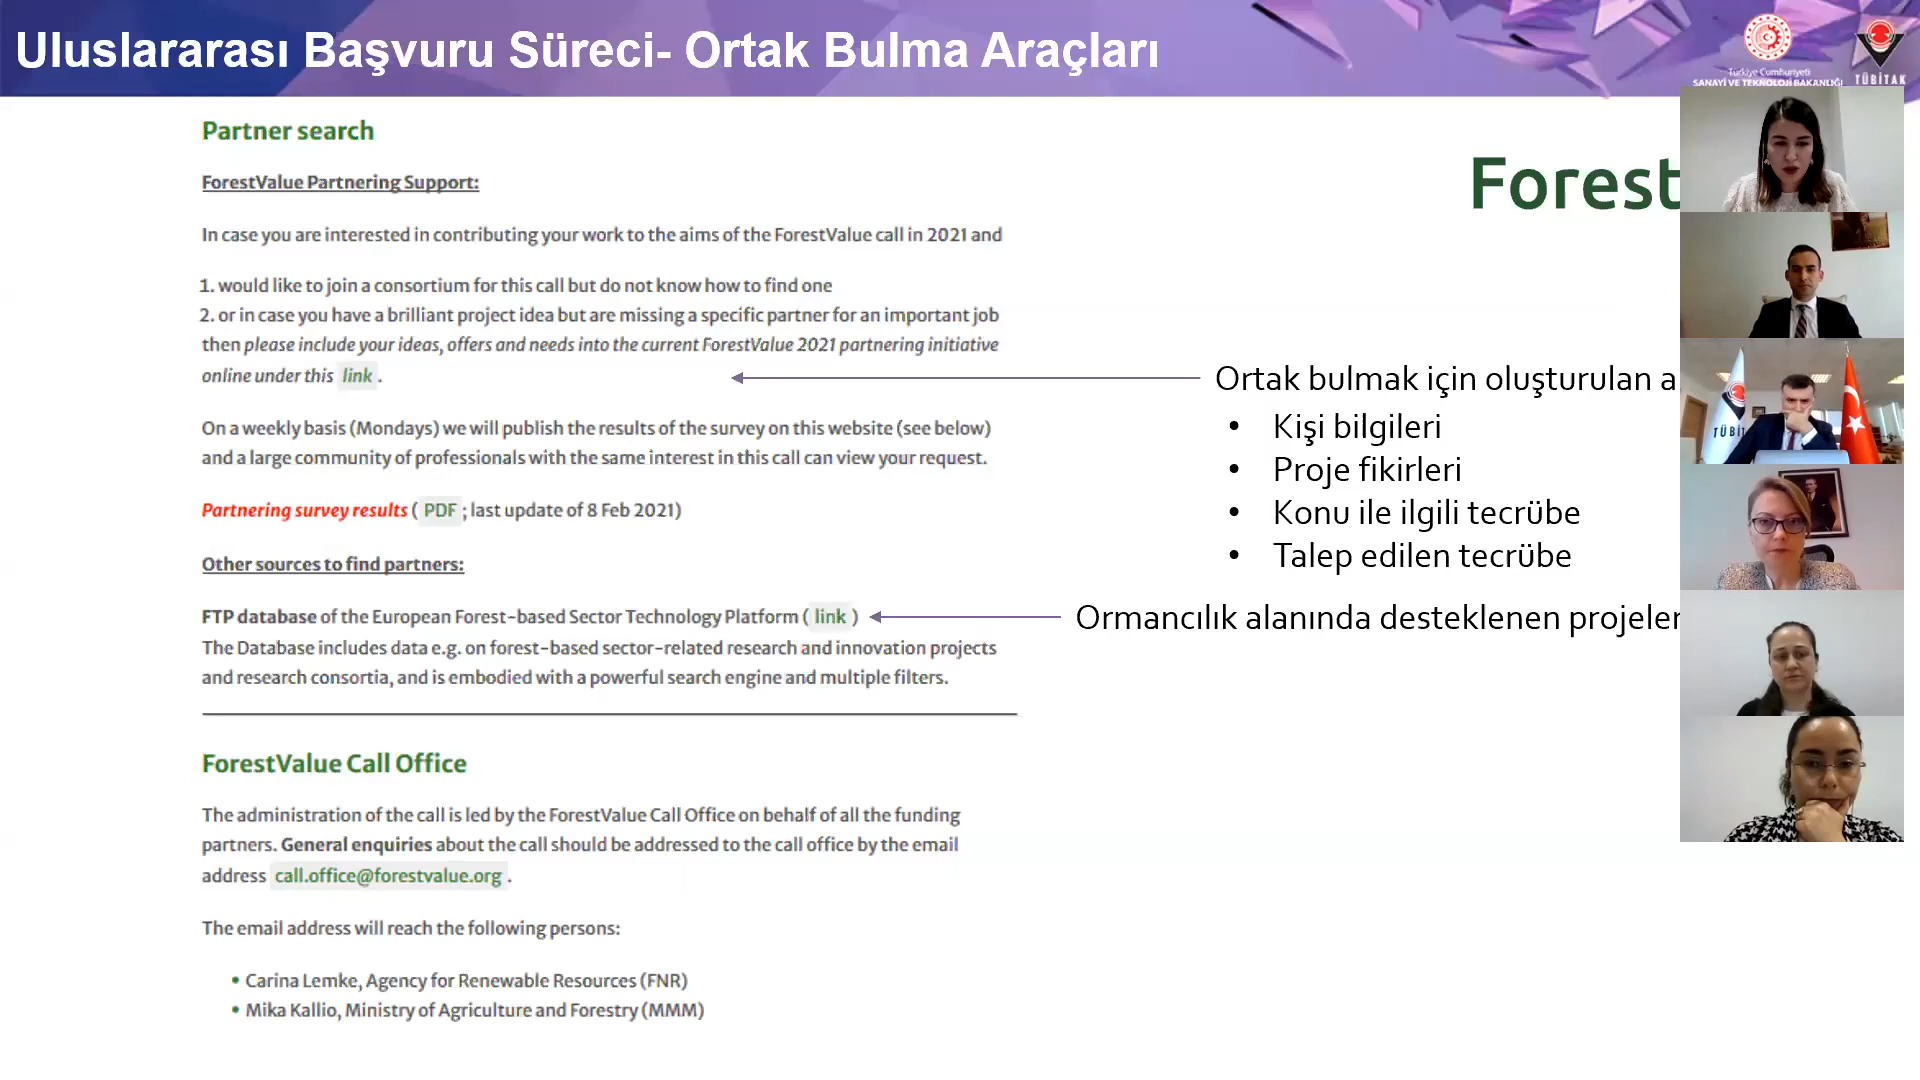 Uluslararası Başvuru Süreci- Ortak Bulma Araçları
Türkiye Cumhuriyeti
SANAYİ VE TEKNOLOJİ BAKANLIĞI
TÜBİTAK
Partner search
ForestValue Partnering Support:
In case you are interested in contributing your work to the aims of the ForestValue call in 2021 and
1. would like to join a consortium for this call but do not know how to find one
2. or in case you have a brilliant project idea but are missing a specific partner for an important job
then please include your ideas, offers and needs into the current ForestValue 2021 partnering initiative
online under this link .
On a weekly basis (Mondays) we will publish the results of the survey on this website (see below)
and a large community of professionals with the same interest in this call can view your request.
Partnering survey results ( PDF ; last update of 8 Feb 2021)
Other sources to find partners:
FTP database of the European Forest-based Sector Technology Platform ( link )
The Database includes data e.g. on forest-based sector-related research and innovation projects
and research consortia, and is embodied with a powerful search engine and multiple filters.
ForestValue Call Office
The administration of the call is led by the ForestValue Call Office on behalf of all the funding
partners. General enquiries about the call should be addressed to the call office by the email
address call.office@forestvalue.org .
The email address will reach the following persons:
• Carina Lemke, Agency for Renewable Resources (FNR)
• Mika Kallio, Ministry of Agriculture and Forestry (MMM)
Forest
Ortak bulmak için oluşturulan a
• Kişi bilgileri
• Proje fikirleri
• Konu ile ilgili tecrübe
• Talep edilen tecrübe
Ormancılık alanında desteklenen projeler
TÜBİT